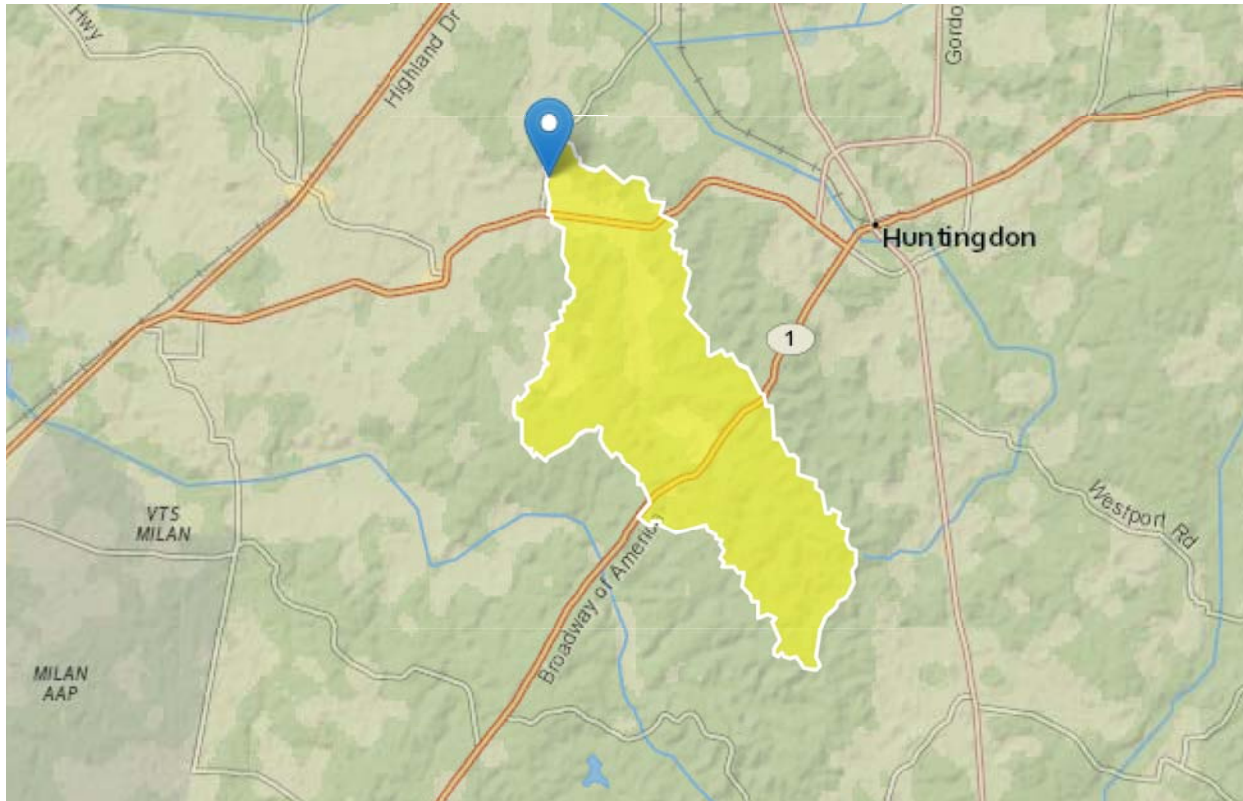 Hwy
Highland Dr
Gordo
Huntingdon
1
Westport Rd
VTS
MILAN
Broadway of America
MILAN
AAP